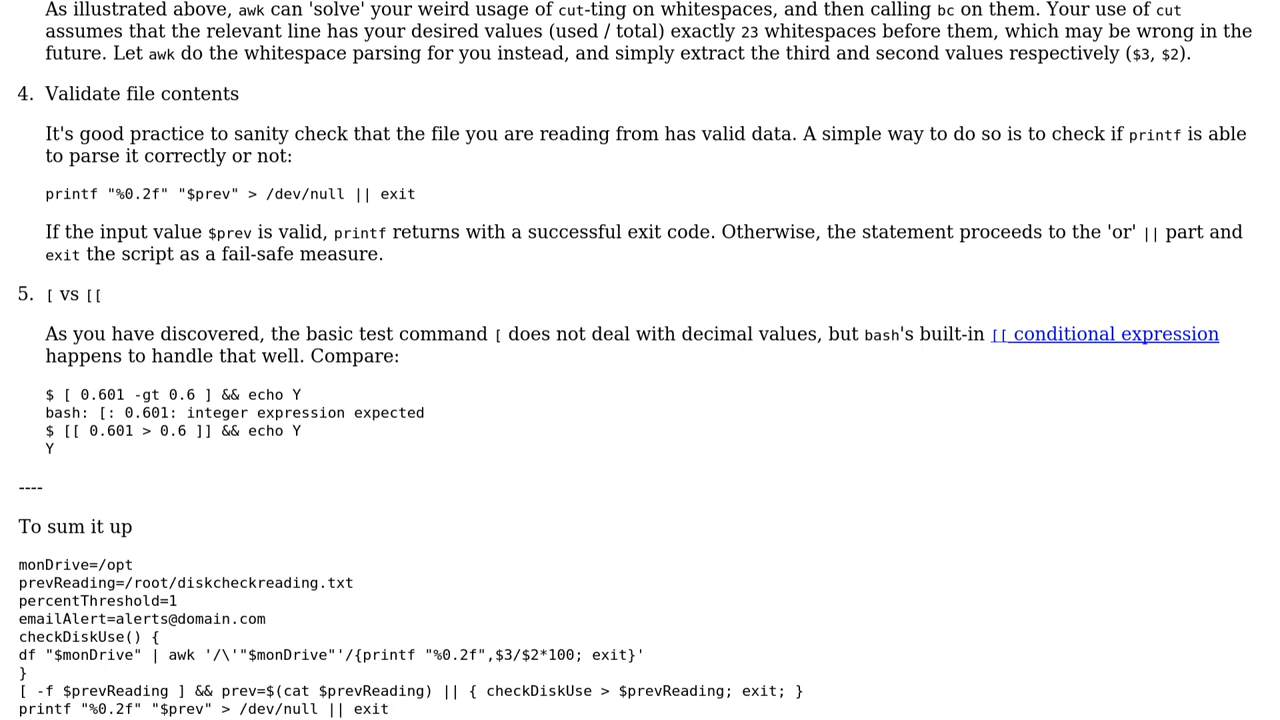 As illustrated above, awk can 'solve' your weird usage of cut-ting on whitespaces, and then calling bc on them. Your use of cut
assumes that the relevant line has your desired values (used / total) exactly 23 whitespaces before them, which may be wrong in the
future. Let awk do the whitespace parsing for you instead, and simply extract the third and second values respectively ($3, $2).
4. Validate file contents
It's good practice to sanity check that the file you are reading from has valid data. A simple way to do so is to check if printf is able
to parse it correctly or not:
printf "%0.2f" "$prev" > /dev/null || exit
If the input value $prev is valid, printf returns with a successful exit code. Otherwise, the statement proceeds to the 'or' || part and
exit the script as a fail-safe measure.
5. [ vs [[
As you have discovered, the basic test command [ does not deal with decimal values, but bash's built-in [[ conditional expression
happens to handle that well. Compare:
$ [ 0.601 -gt 0.6 ] && echo Y
bash: [: 0.601: integer expression expected
$ [[ 0.601 > 0.6 ]] && echo Y
Y
----
To sum it up
monDrive=/opt
prevReading=/root/diskcheckreading.txt
percentThreshold=1
emailAlert=alerts@domain.com
checkDiskUse() {
df "$monDrive" | awk '/\'"$monDrive"'/{printf "%0.2f",$3/$2*100; exit}'
}
[ -f $prevReading ] && prev=$(cat $prevReading) || { checkDiskUse > $prevReading; exit; }
printf "%0.2f" "$prev" > /dev/null || exit